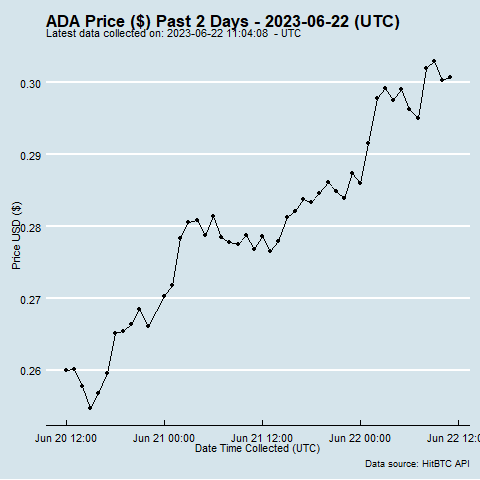 ADA Price ($) Past 2 Days - 2023-06-22 (UTC)
Latest data collected on: 2023-06-22 11:04:08 - UTC
0.30
0.29
0.28
0.27
0.26
Price USD ($)
Jun 20 12:00 Jun 21 00:00 Jun 21 12:00 Jun 22 00:00 Jun 22 12:00
Date Time Collected (UTC)
Data source: HitBTC API